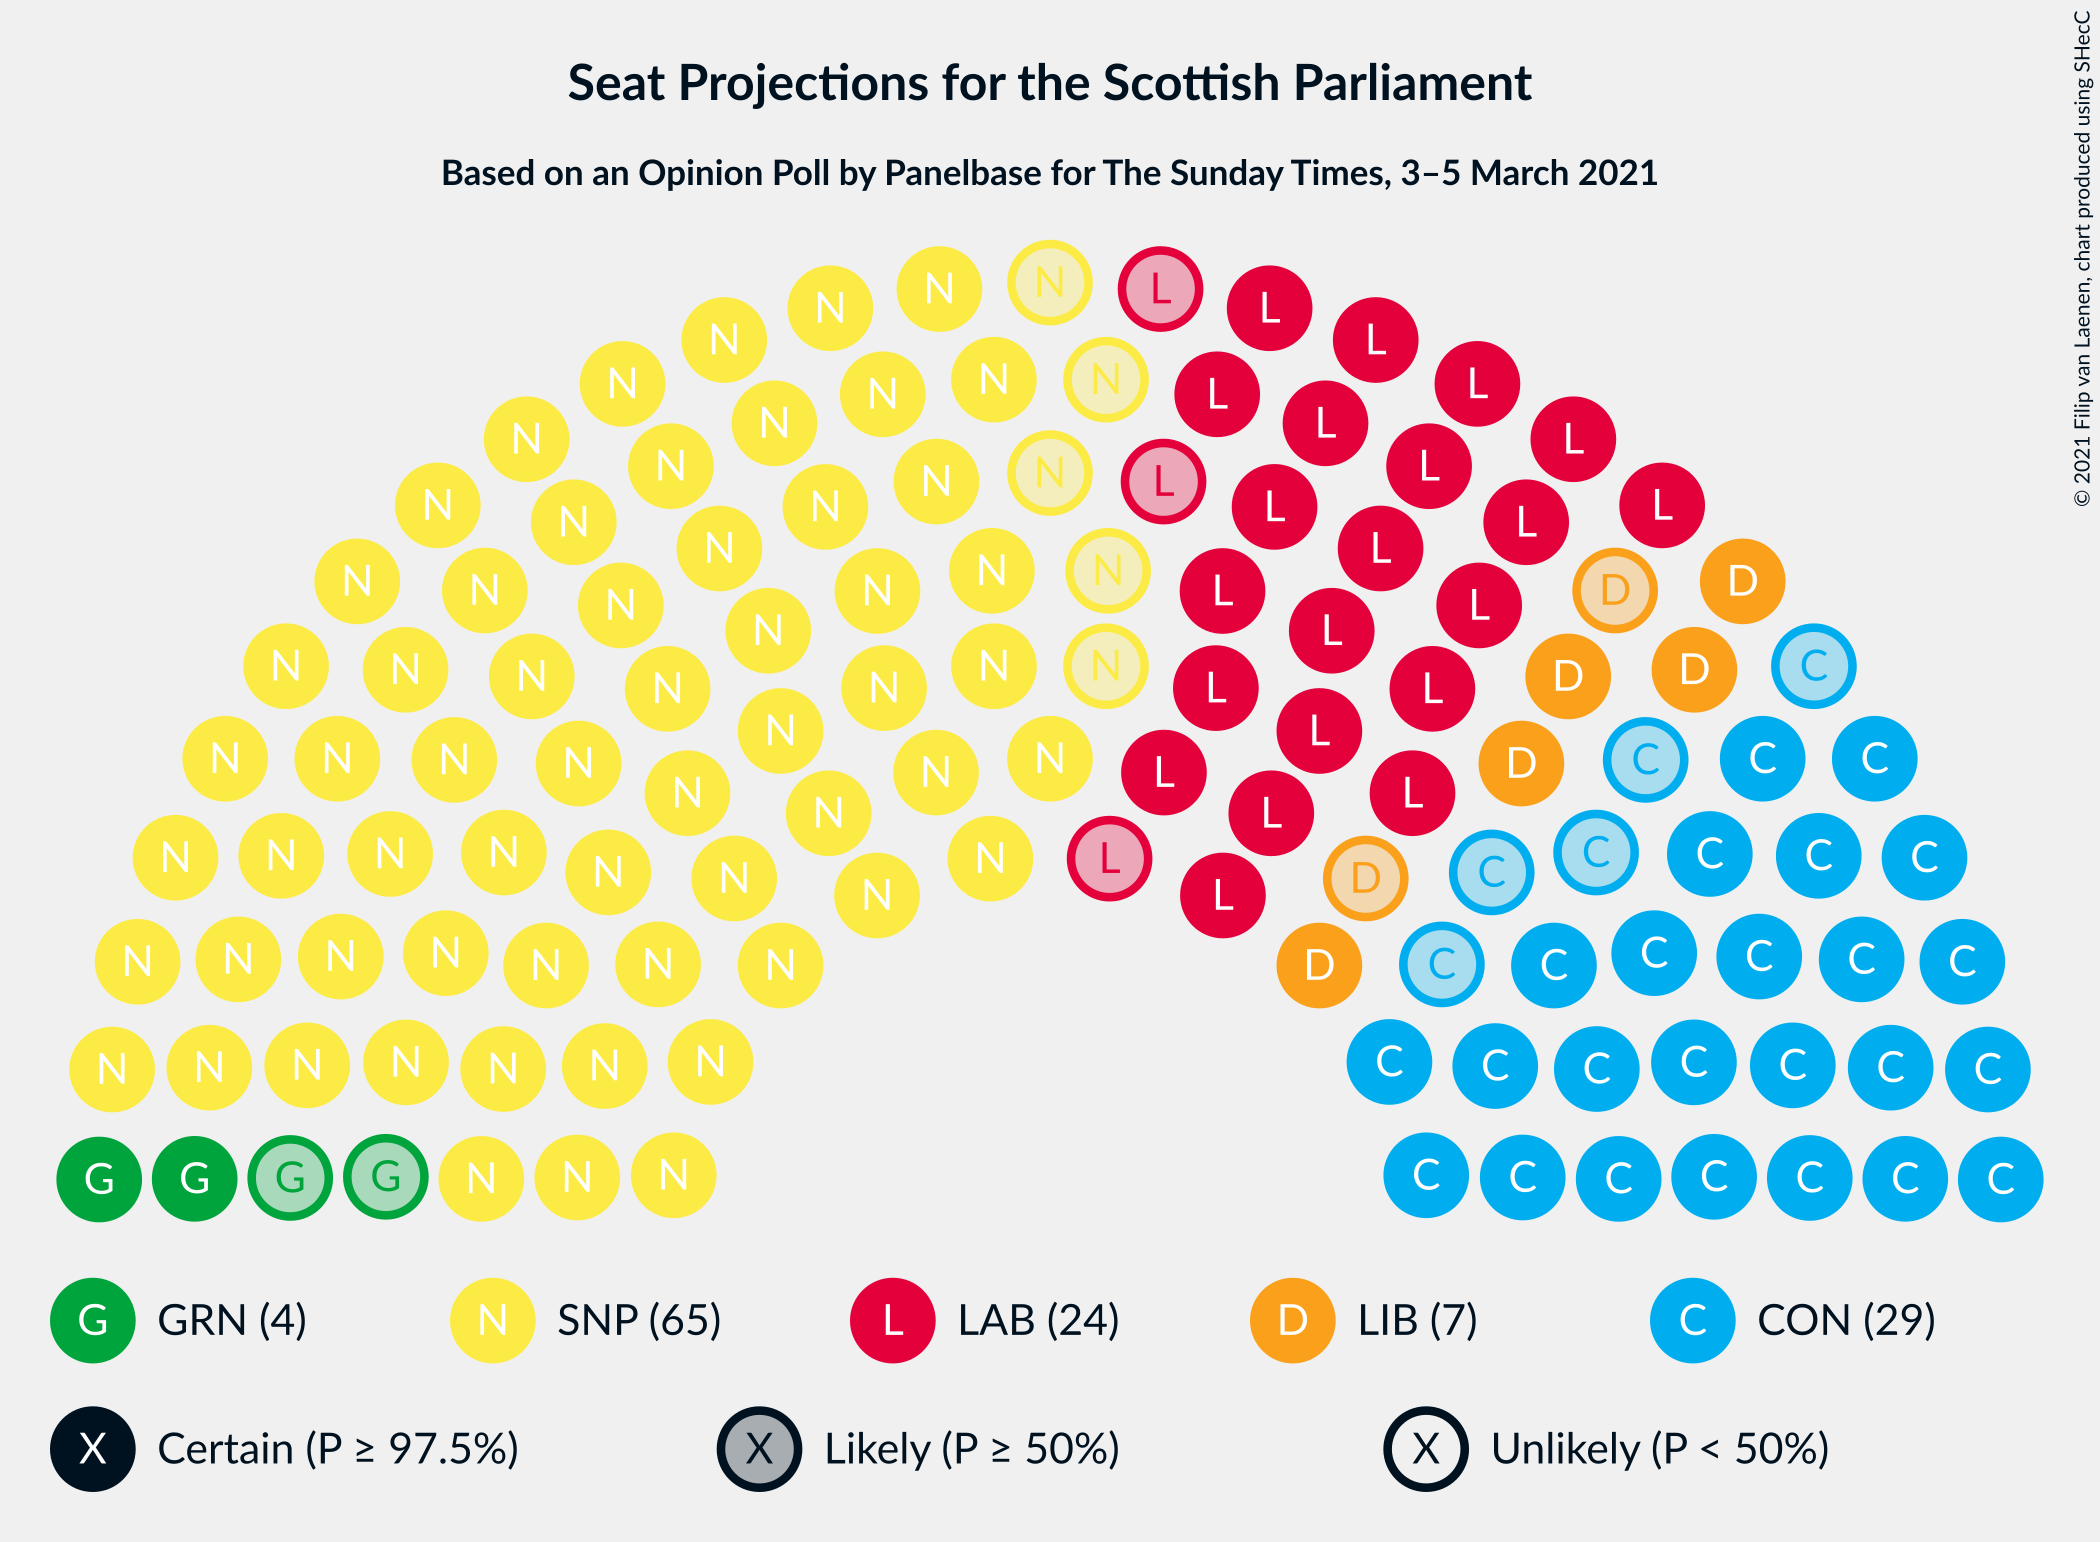 Seat Projections for the Scottish Parliament
Based on an Opinion Poll by Panelbase for The Sunday Times, 3–5 March 2021
© 2021 Filip van Laenen, chart produced using SHecC
N N N L L
N N L L
N N N N L L L
N N L L
N N N N L L L
N N L L
N N N N L L L
N N N N L L L
N N N N D L L D
N N N N L L L
N N N N N C L L D C
N N N N L L D D
N N N N N N N C L L D C C C
N N N N L L
N N N N N N N N L L D C C C C C
N N N N N N N C C C C C C
N N N N N N N C C C C C C C
G G G G N N N C C C C C C C
G GRN (4) N SNP (65) L LAB (24) D LIB (7) C CON (29)
X Certain (P ≥ 97.5%) X Likely (P ≥ 50%) X Unlikely (P < 50%)